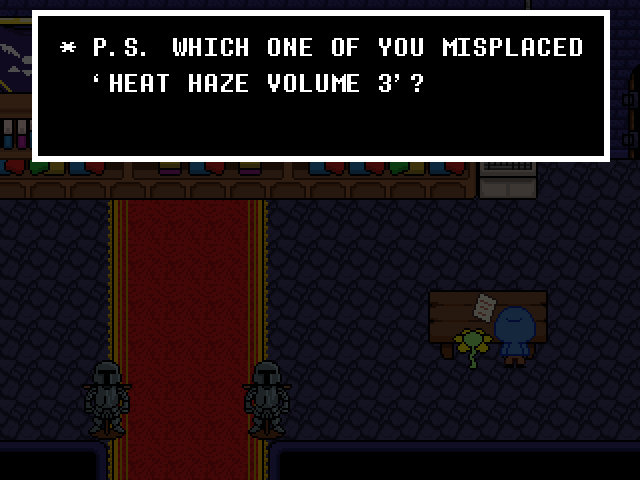 * P.S. WHICH ONE OF YOU MISPLACED
‘HEAT HAZE VOLUME 3’?